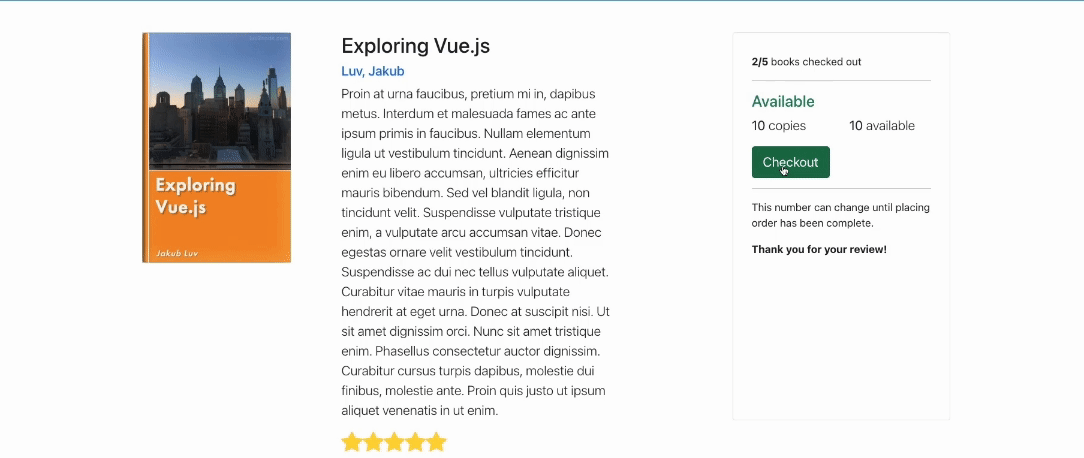 Exploring
Vue.js
Jakub Luv
Exploring Vue.js
Luv, Jakub
Proin at urna faucibus, pretium mi in, dapibus
metus. Interdum et malesuada fames ac ante
ipsum primis in faucibus. Nullam elementum
ligula ut vestibulum tincidunt. Aenean dignissim
enim eu libero accumsan, ultricies efficitur
mauris bibendum. Sed vel blandit ligula, non
tincidunt velit. Suspendisse vulputate tristique
enim, a vulputate arcu accumsan vitae. Donec
egestas ornare velit vestibulum tincidunt.
Suspendisse ac dui nec tellus vulputate aliquet.
Curabitur vitae mauris in turpis vulputate
hendrerit at eget urna. Donec at suscipit nisi. Ut
sit amet dignissim orci. Nunc sit amet tristique
enim. Phasellus consectetur auctor dignissim.
Curabitur cursus turpis dapibus, molestie dui
finibus, molestie ante. Proin quis justo ut ipsum
aliquet venenatis in ut enim.
2/5 books checked out
Available
10 copies 10 available
Checkout
This number can change until placing
order has been complete.
Thank you for your review!